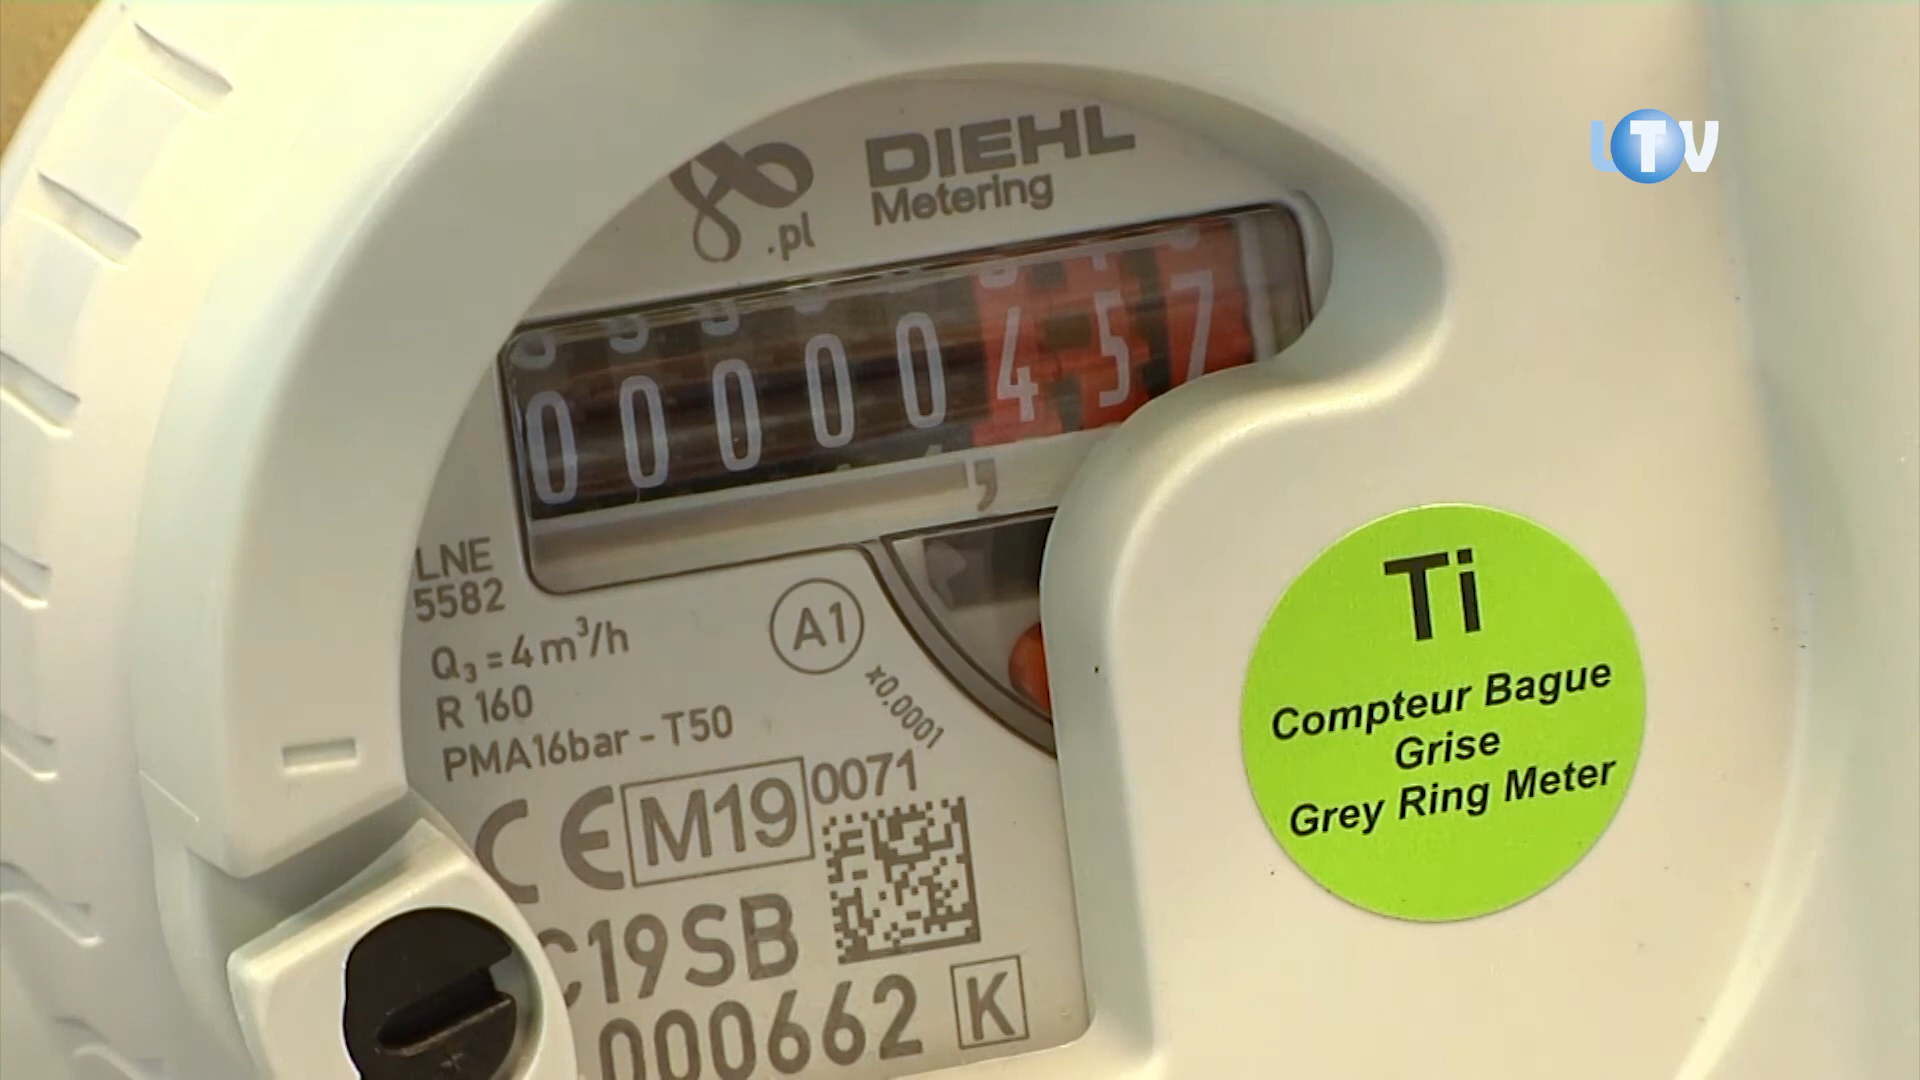 LTV
DIEHL
Metering
.pl
00000457
,
LNE
5582
Q3 = 4 m³/h
R 160
PMA16bar - T50
A1
x0.0001
CE M19 0071
C19SB
000662 K
Ti
Compteur Bague
Grise
Grey Ring Meter